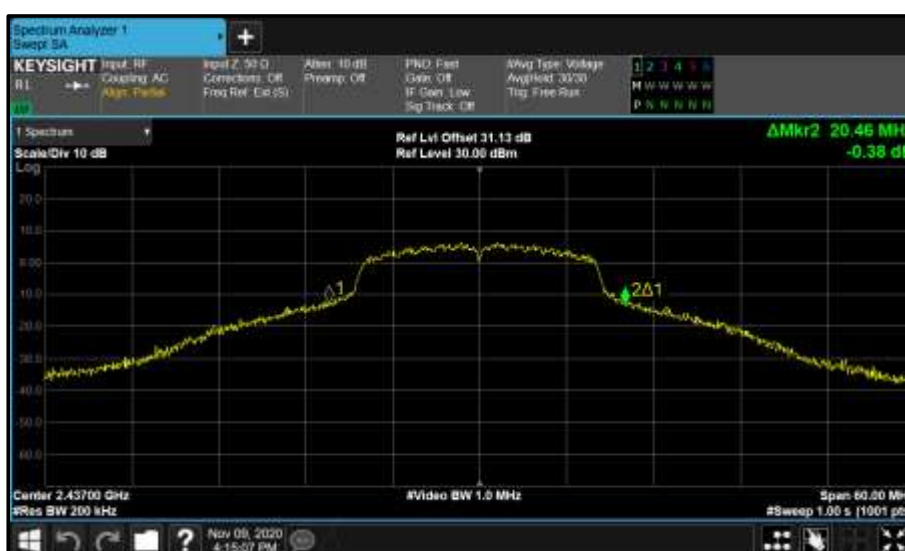 Spectrum Analyzer 1
Swept SA
+
KEYSIGHT
R1
Input: RF
Coupling: AC
Align: Partial
Input Z: 50 Ω
Corrections: Off
Freq Ref: Ext (S)
Atten: 10 dB
Preamp: Off
PNO: Fast
Gate: Off
IF Gain: Low
Sig Track: Off
#Avg Type: Voltage
Avg|Hold: 30/30
Trig: Free Run
1 2 3 4 5 6
M W W W W W
P N N N N N
1 Spectrum
Scale/Div 10 dB
Ref Lvl Offset 31.13 dB
Ref Level 30.00 dBm
ΔMkr2 20.46 MH
-0.38 d
Log
20.0
10.0
0.00
-10.0
-20.0
-30.0
-40.0
-50.0
-60.0
1
2Δ1
Center 2.43700 GHz
#Res BW 200 kHz
#Video BW 1.0 MHz
Span 60.00 MH
#Sweep 1.00 s (1001 pts
?
Nov 09, 2020
4:15:07 PM